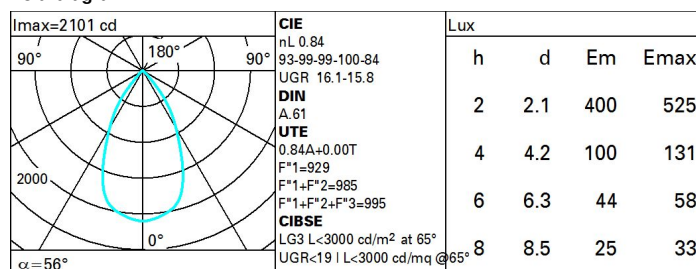 Imax=2101 cd
90° 180° 90°
2000
0°
α=56°
CIE
nL 0.84
93-99-99-100-84
UGR 16.1-15.8
DIN
A.61
UTE
0.84A+0.00T
F"1=929
F"1+F"2=985
F"1+F"2+F"3=995
CIBSE
LG3 L<3000 cd/m² at 65°
UGR<19 | L<3000 cd/mq @65°
Lux
h d Em Emax
2 2.1 400 525
4 4.2 100 131
6 6.3 44 58
8 8.5 25 33